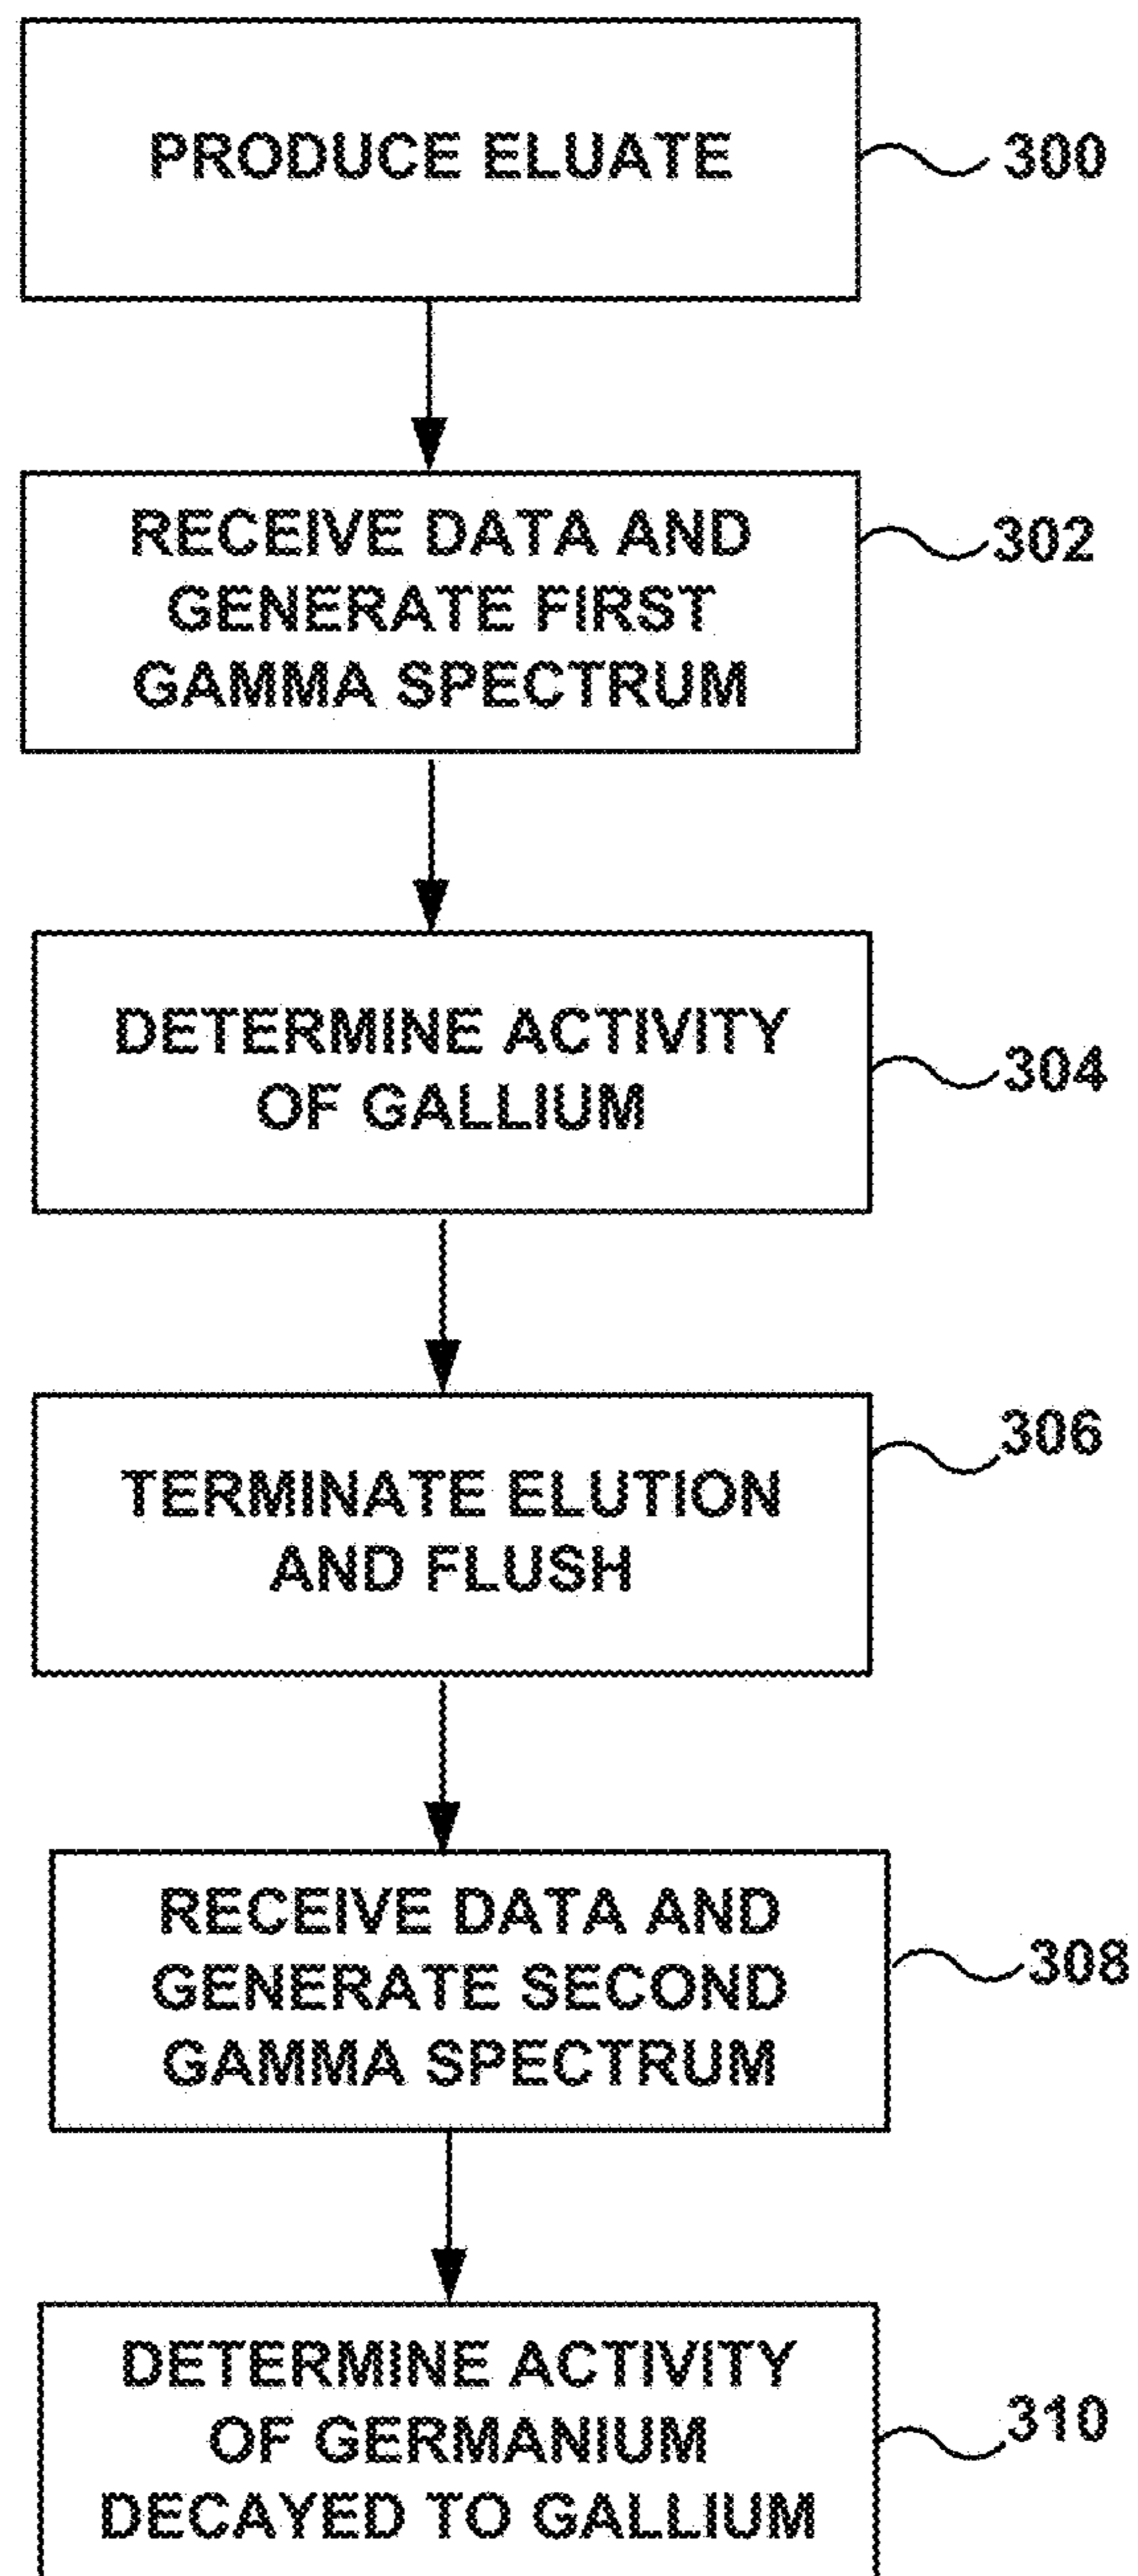 PRODUCE ELUATE
300
RECEIVE DATA AND
GENERATE FIRST
GAMMA SPECTRUM
302
DETERMINE ACTIVITY
OF GALLIUM
304
TERMINATE ELUTION
AND FLUSH
306
RECEIVE DATA AND
GENERATE SECOND
GAMMA SPECTRUM
308
DETERMINE ACTIVITY
OF GERMANIUM
DECAYED TO GALLIUM
310